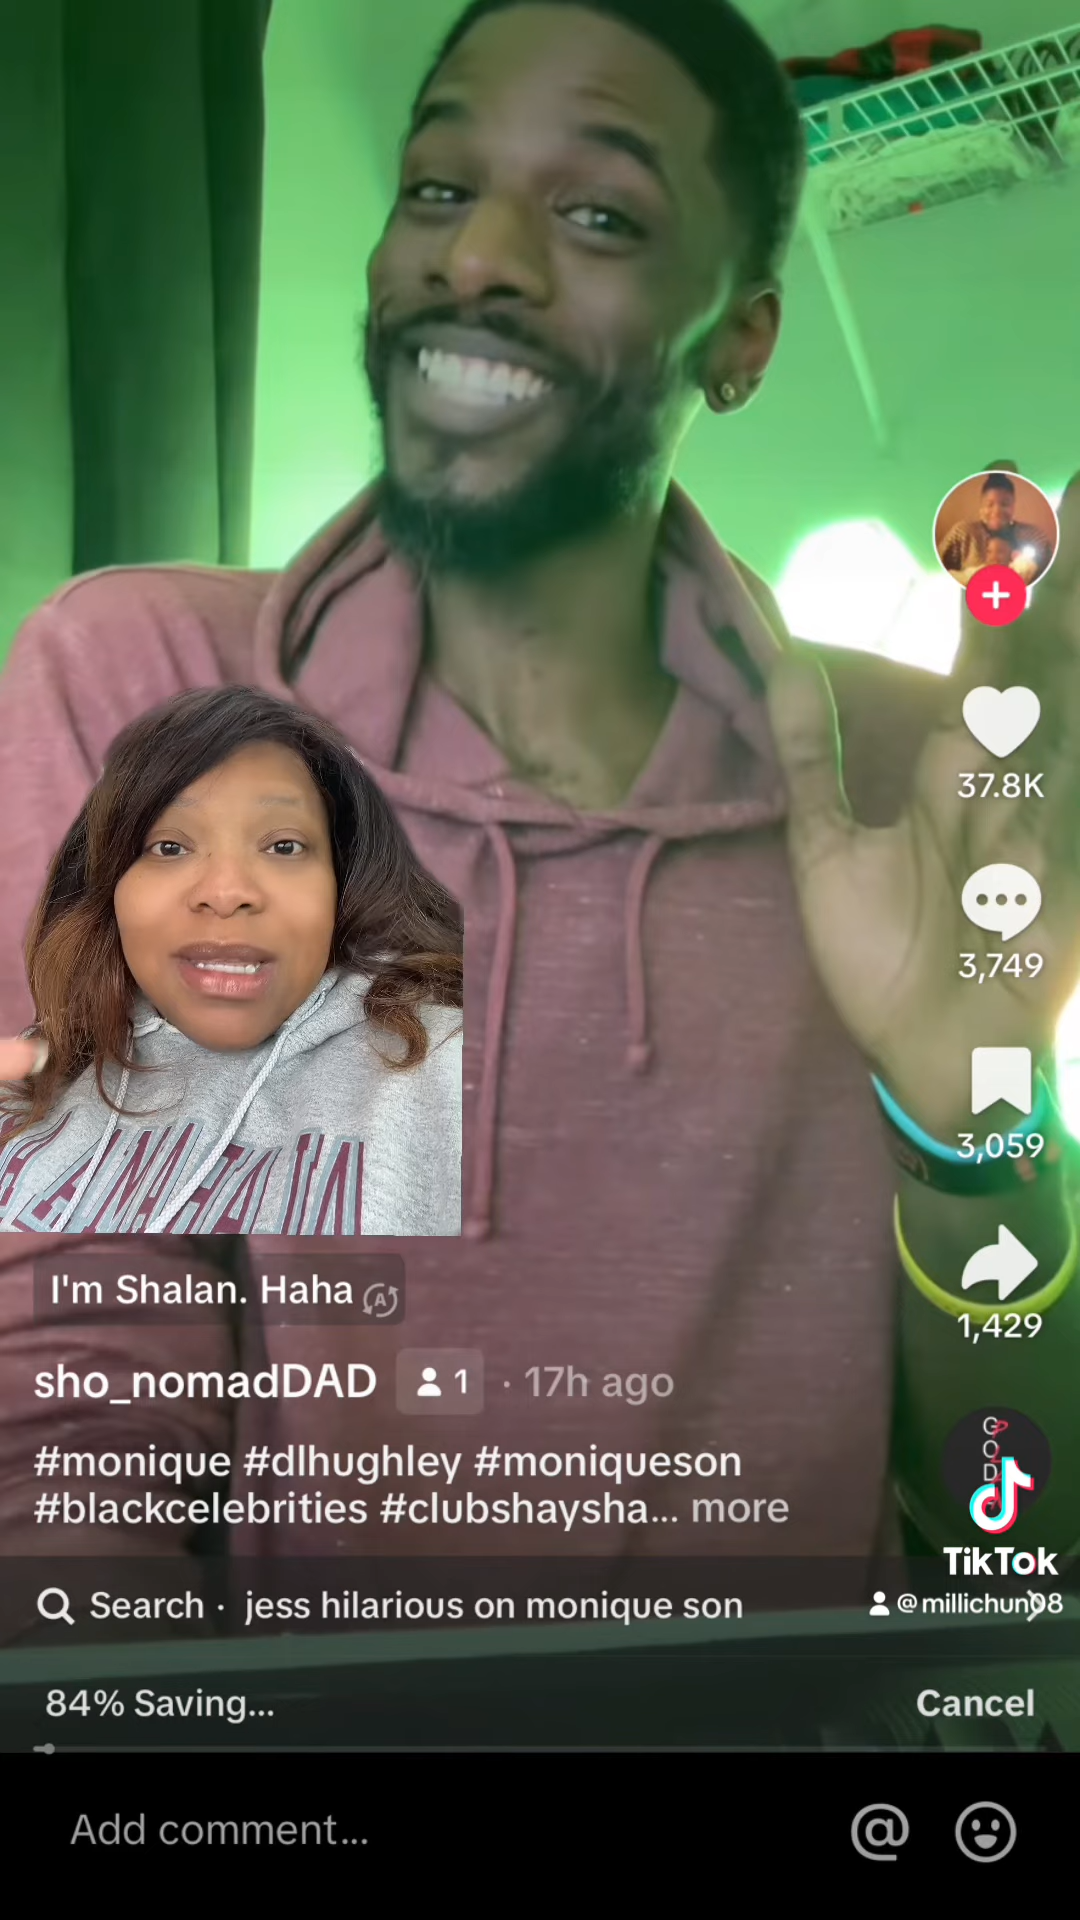 37.8K
3,749
3,059
1,429
I'm Shalan. Haha
sho_nomadDAD 1 · 17h ago
#monique #dlhughley #moniqueson
#blackcelebrities #clubshaysha... more
G
O
D
TikTok
@millichun08
Search · jess hilarious on monique son
84% Saving...
Cancel
Add comment...